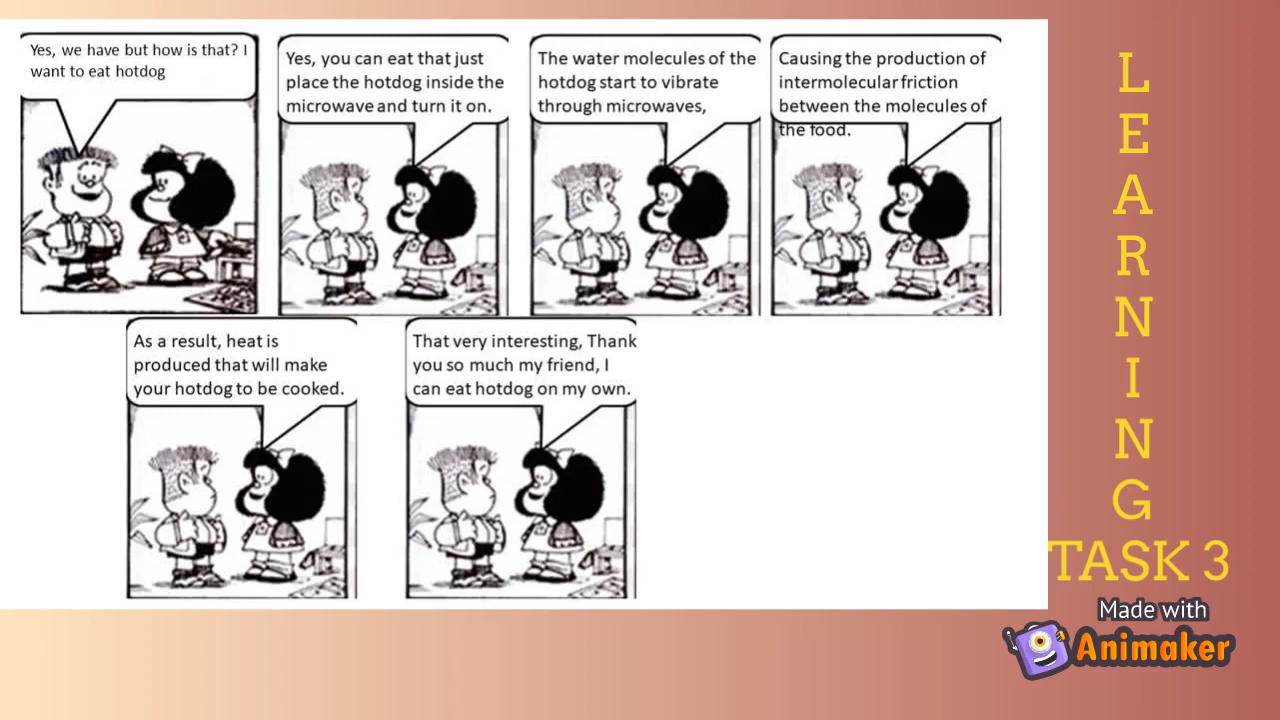 Yes, we have but how is that? I
want to eat hotdog
Yes, you can eat that just
place the hotdog inside the
microwave and turn it on.
The water molecules of the
hotdog start to vibrate
through microwaves,
Causing the production of
intermolecular friction
between the molecules of
the food.
As a result, heat is
produced that will make
your hotdog to be cooked.
That very interesting, Thank
you so much my friend, I
can eat hotdog on my own.
L
E
A
R
N
I
N
G
TASK 3
Made with
Animaker